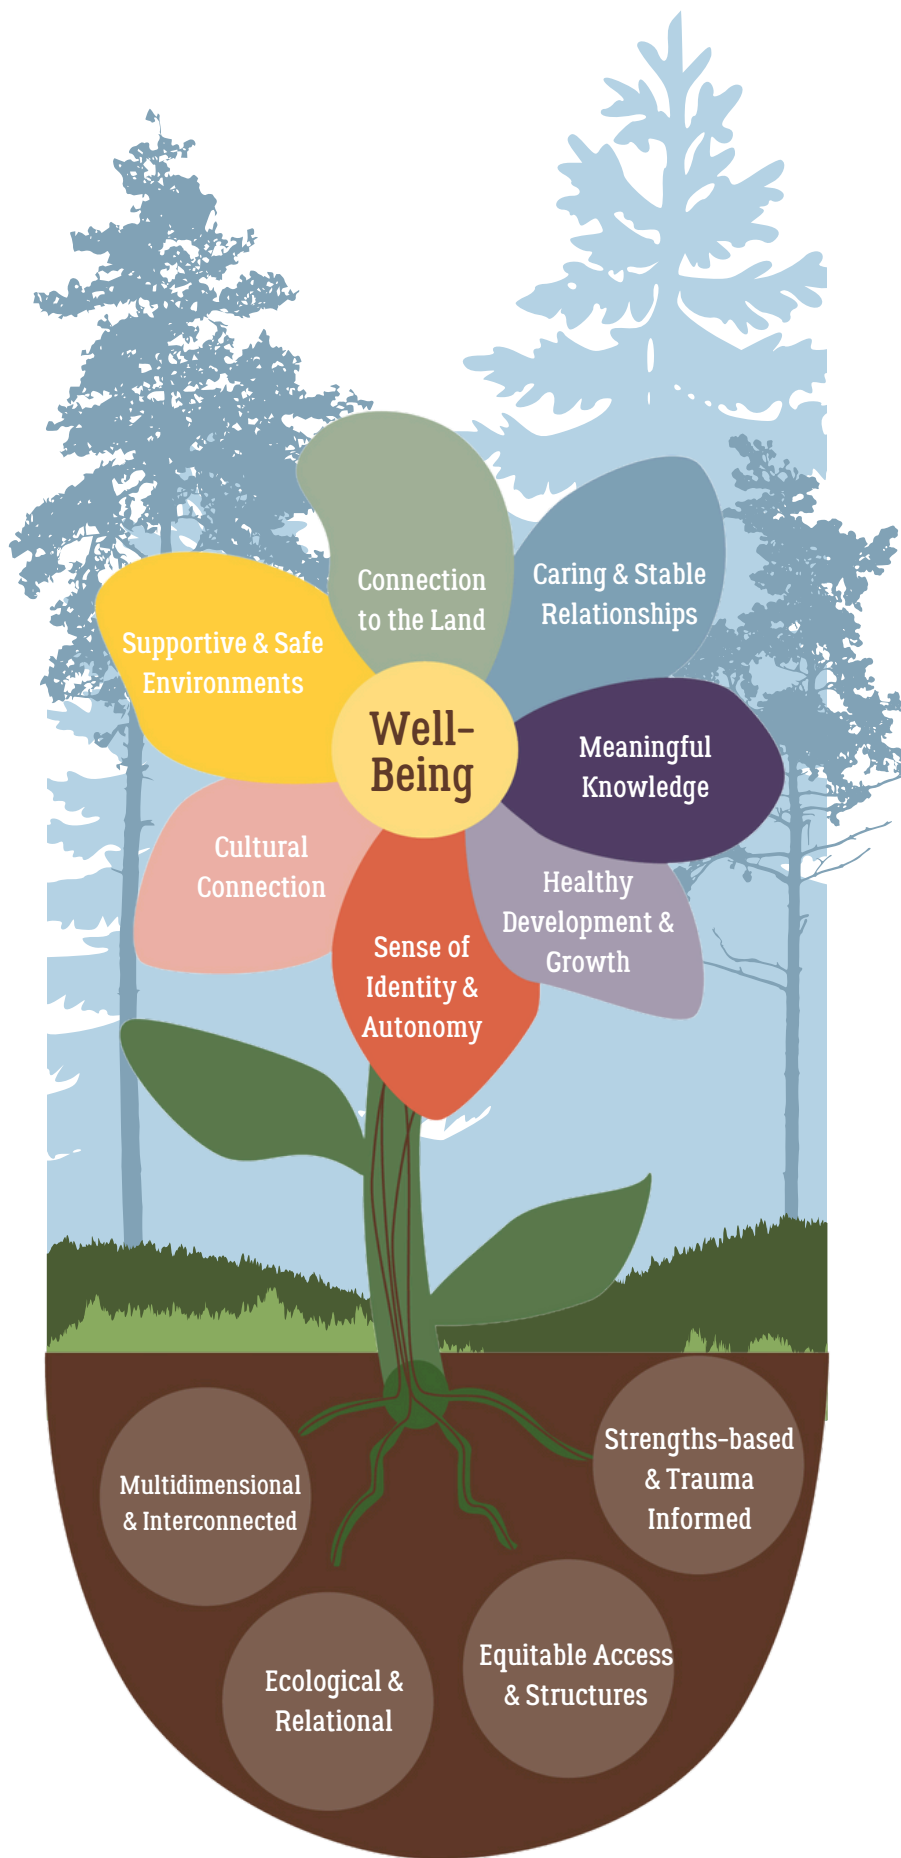 Connection
to the Land
Caring & Stable
Relationships
Supportive & Safe
Environments
Well-
Being
Meaningful
Knowledge
Cultural
Connection
Healthy
Development &
Growth
Sense of
Identity &
Autonomy
Strengths-based
& Trauma
Informed
Multidimensional
& Interconnected
Equitable Access
& Structures
Ecological &
Relational